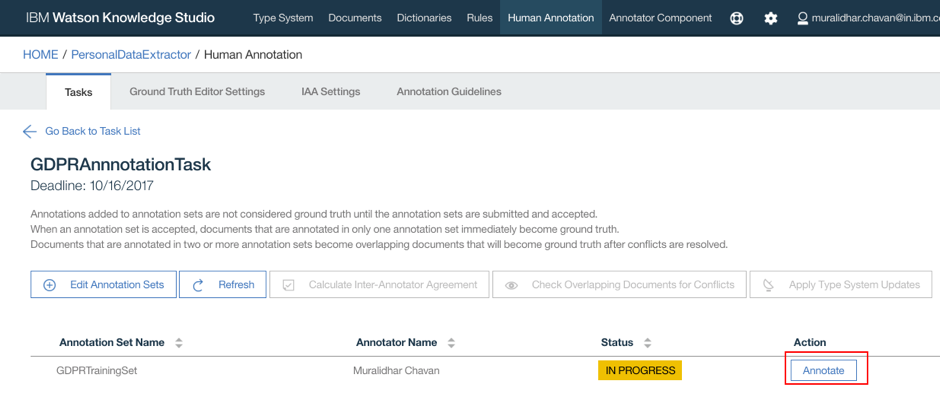 IBM Watson Knowledge Studio Type System Documents Dictionaries Rules Human Annotation Annotator Component muralidhar.chavan@in.ibm.c
HOME / PersonalDataExtractor / Human Annotation
Tasks Ground Truth Editor Settings IAA Settings Annotation Guidelines
Go Back to Task List
GDPRAnnnotationTask
Deadline: 10/16/2017
Annotations added to annotation sets are not considered ground truth until the annotation sets are submitted and accepted.
When an annotation set is accepted, documents that are annotated in only one annotation set immediately become ground truth.
Documents that are annotated in two or more annotation sets become overlapping documents that will become ground truth after conflicts are resolved.
Edit Annotation Sets Refresh Calculate Inter-Annotator Agreement Check Overlapping Documents for Conflicts Apply Type System Updates
Annotation Set Name Annotator Name Status Action
GDPRTrainingSet Muralidhar Chavan IN PROGRESS Annotate